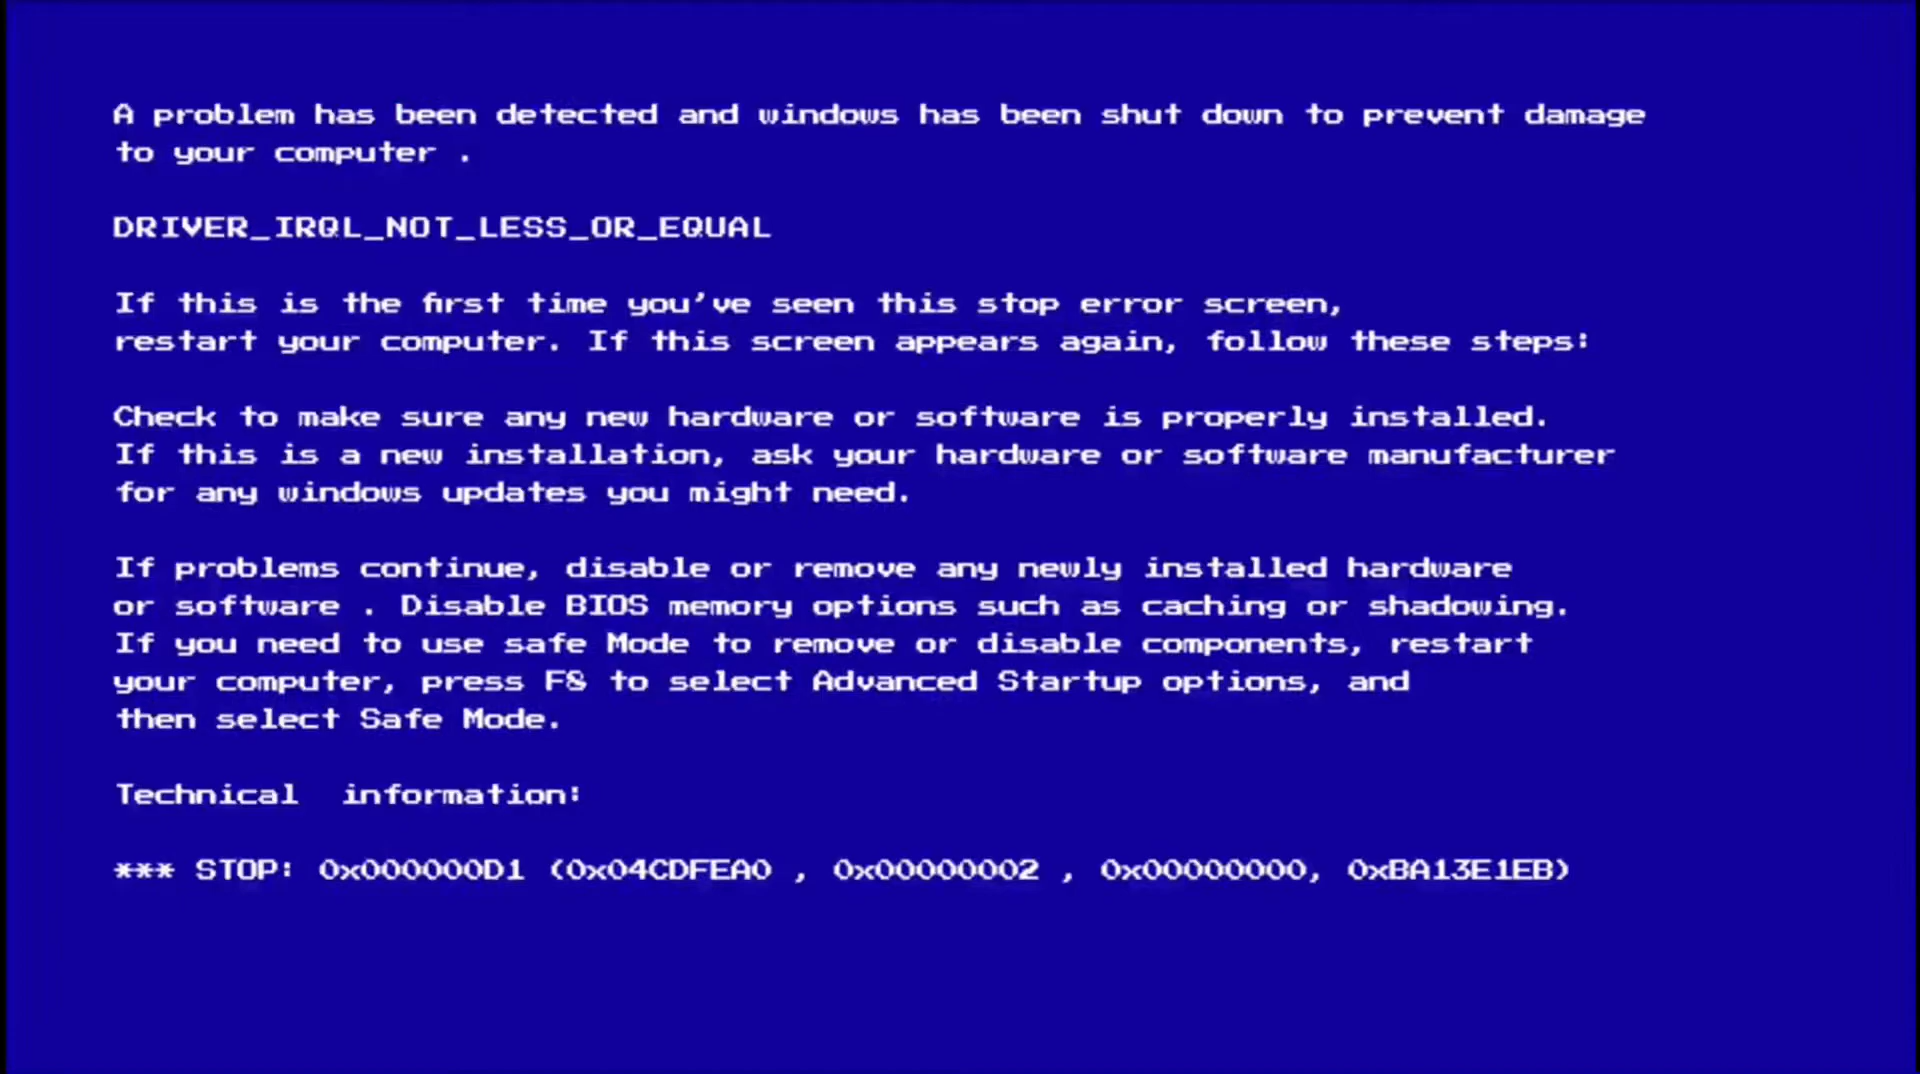 A problem has been detected and windows has been shut down to prevent damage
to your computer .
DRIVER_IRQL_NOT_LESS_OR_EQUAL
If this is the first time you've seen this stop error screen,
restart your computer. If this screen appears again, follow these steps:
Check to make sure any new hardware or software is properly installed.
If this is a new installation, ask your hardware or software manufacturer
for any windows updates you might need.
If problems continue, disable or remove any newly installed hardware
or software . Disable BIOS memory options such as caching or shadowing.
If you need to use safe Mode to remove or disable components, restart
your computer, press F& to select Advanced Startup options, and
then select Safe Mode.
Technical  information:
*** STOP: 0x000000D1 (0x04CDFEA0 , 0x00000002 , 0x00000000, 0xBA13E1EB)